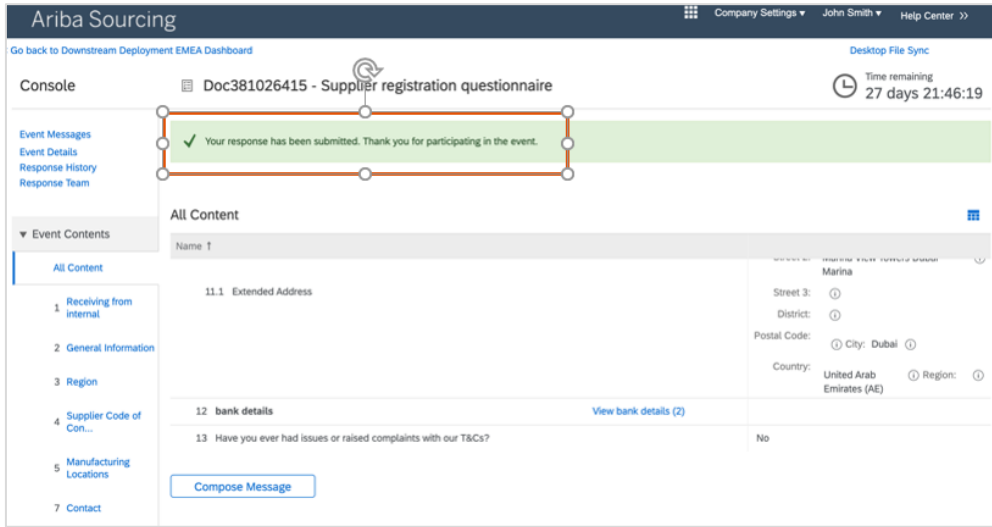 Ariba Sourcing
Company Settings ▾ John Smith ▾ Help Center >>
Go back to Downstream Deployment EMEA Dashboard
Desktop File Sync
Console
Doc381026415 - Supplier registration questionnaire
Time remaining
27 days 21:46:19
Event Messages
Event Details
Response History
Response Team
Your response has been submitted. Thank you for participating in the event.
▾ Event Contents
All Content
1 Receiving from
internal
2 General Information
3 Region
4 Supplier Code of
Con...
5 Manufacturing
Locations
7 Contact
All Content
Name ↑
Marina View Towers Dubai
Marina
11.1 Extended Address
Street 3:
District:
Postal Code:
City: Dubai
Country:
United Arab
Emirates (AE)
Region:
12 bank details
View bank details (2)
13 Have you ever had issues or raised complaints with our T&Cs?
No
Compose Message